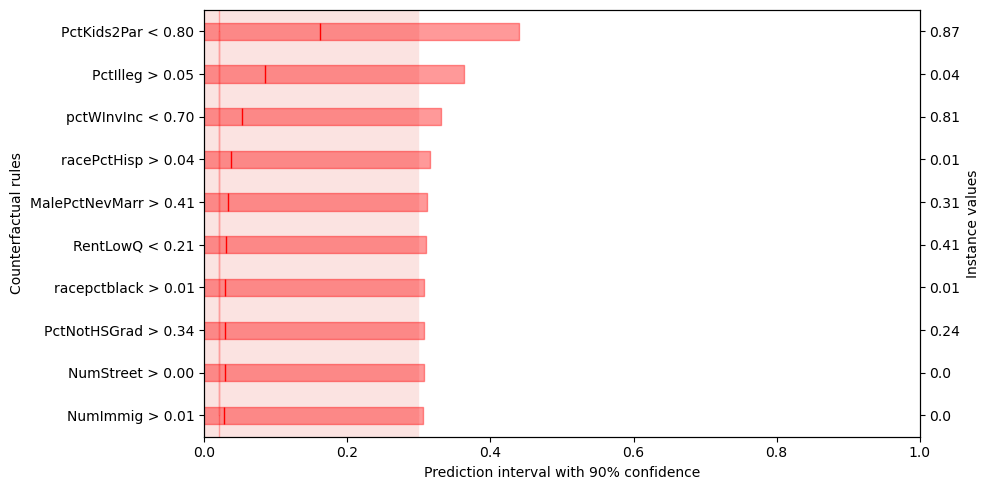 PctKids2Par < 0.80
0.87
PctIlleg > 0.05
0.04
pctWInvInc < 0.70
0.81
racePctHisp > 0.04
0.01
MalePctNevMarr > 0.41
0.31
RentLowQ < 0.21
0.41
racepctblack > 0.01
0.01
PctNotHSGrad > 0.34
0.24
NumStreet > 0.00
0.0
NumImmig > 0.01
0.0
Counterfactual rules
Instance values
0.0 0.2 0.4 0.6 0.8 1.0
Prediction interval with 90% confidence